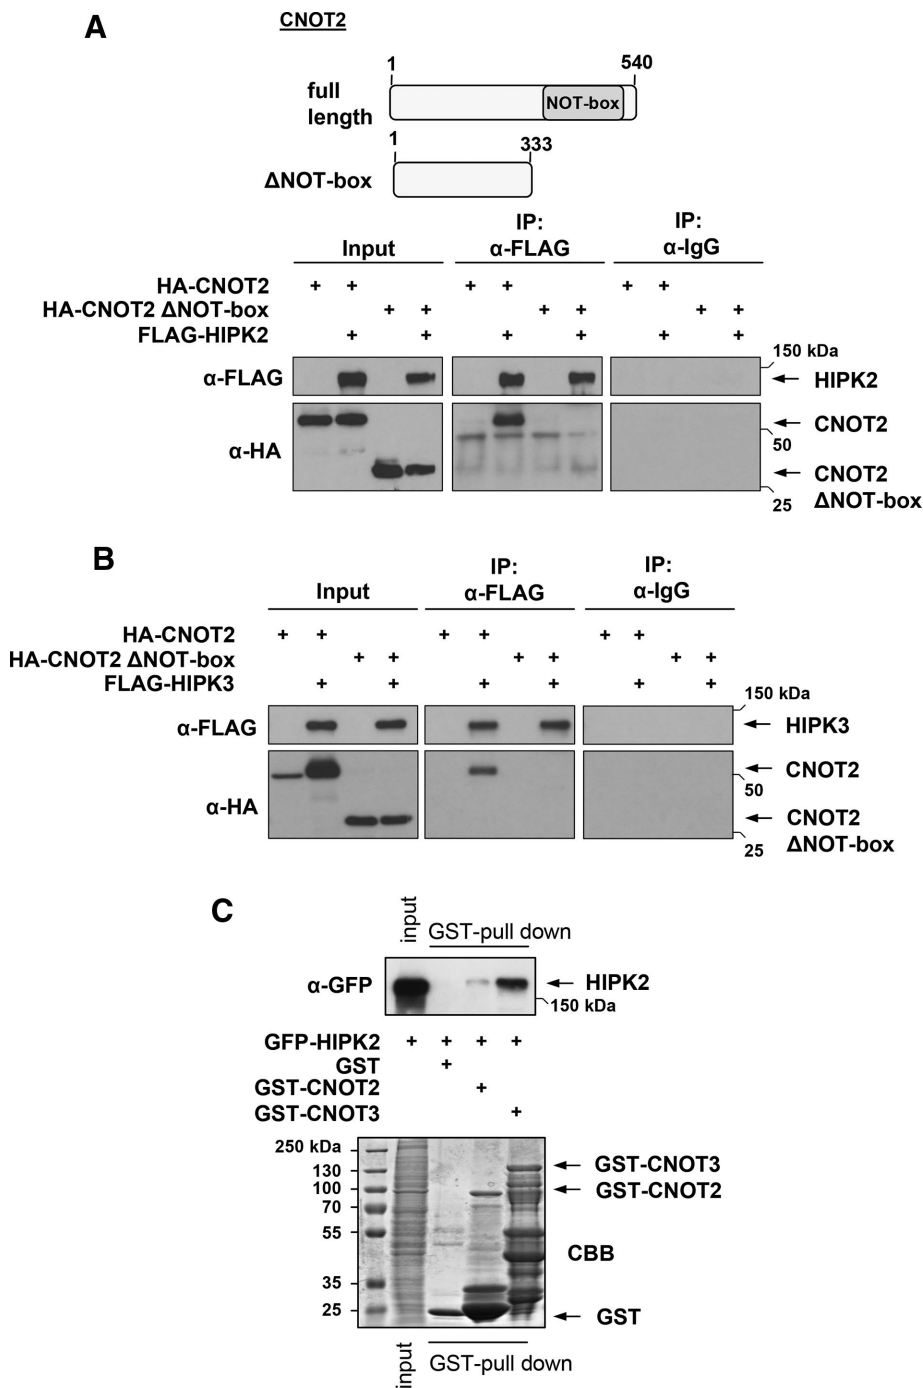 A
CNOT2
1 540
full length NOT-box
1 333
ΔNOT-box
Input IP: α-FLAG IP: α-IgG
HA-CNOT2 + + + + + +
HA-CNOT2 ΔNOT-box + + + + + +
FLAG-HIPK2 + + + + + +
150 kDa
α-FLAG HIPK2
α-HA CNOT2
50
CNOT2
ΔNOT-box
25
B
Input IP: α-FLAG IP: α-IgG
HA-CNOT2 + + + + + +
HA-CNOT2 ΔNOT-box + + + + + +
FLAG-HIPK3 + + + + + +
150 kDa
α-FLAG HIPK3
CNOT2
50
α-HA CNOT2
ΔNOT-box
25
C
input GST-pull down
α-GFP HIPK2
150 kDa
GFP-HIPK2 + + + +
GST +
GST-CNOT2 +
GST-CNOT3 +
250 kDa
130 GST-CNOT3
100 GST-CNOT2
70
55
CBB
35
25 GST
input GST-pull down